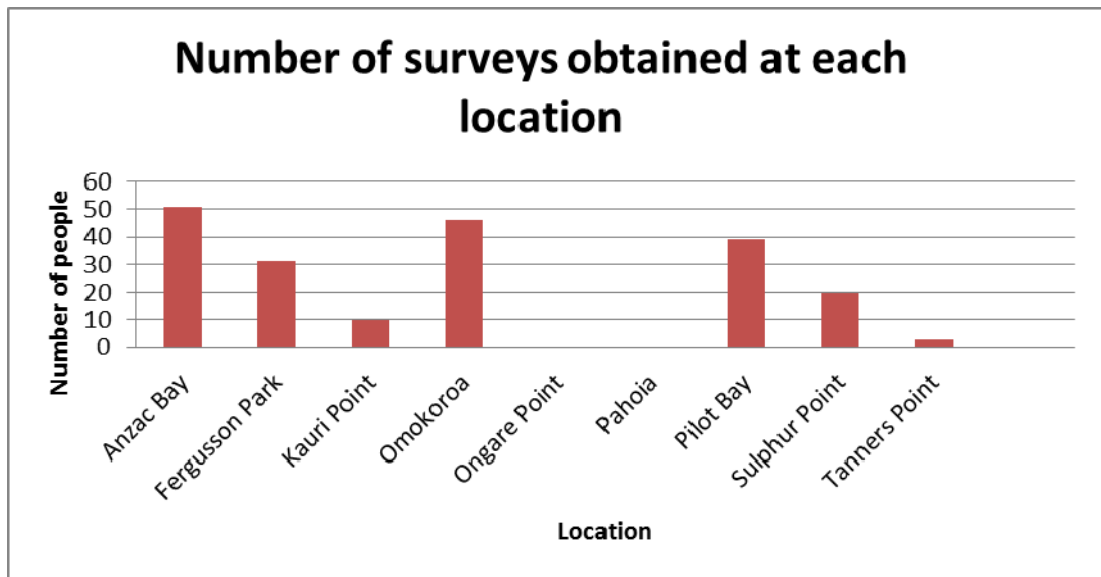 Number of surveys obtained at each
location
Number of people
60
50
40
30
20
10
0
Anzac Bay
Fergusson Park
Kauri Point
Omokoroa
Ongare Point
Pahoia
Pilot Bay
Sulphur Point
Tanners Point
Location